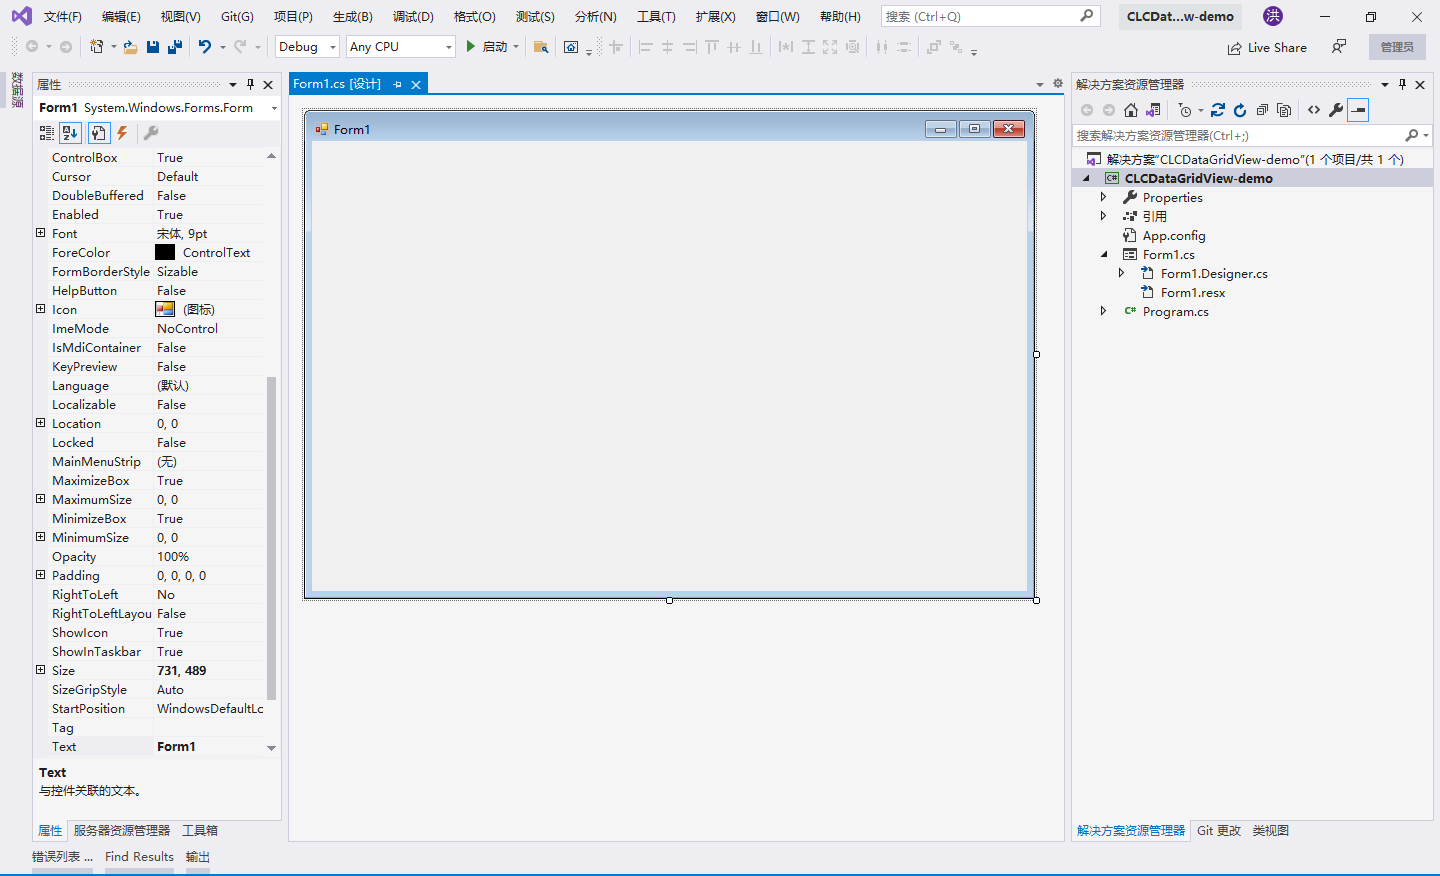 文件(F) 编辑(E) 视图(V) Git(G) 项目(P) 生成(B) 调试(D) 格式(O) 测试(S) 分析(N) 工具(T) 扩展(X) 窗口(W) 帮助(H) 搜索 (Ctrl+Q) CLCDat...w-demo 洪
Debug Any CPU 启动 Live Share 管理员
数据源
属性
Form1 System.Windows.Forms.Form
ControlBox True
Cursor Default
DoubleBuffered False
Enabled True
Font 宋体, 9pt
ForeColor ControlText
FormBorderStyle Sizable
HelpButton False
Icon (图标)
ImeMode NoControl
IsMdiContainer False
KeyPreview False
Language (默认)
Localizable False
Location 0, 0
Locked False
MainMenuStrip (无)
MaximizeBox True
MaximumSize 0, 0
MinimizeBox True
MinimumSize 0, 0
Opacity 100%
Padding 0, 0, 0, 0
RightToLeft No
RightToLeftLayou False
ShowIcon True
ShowInTaskbar True
Size 731, 489
SizeGripStyle Auto
StartPosition WindowsDefaultLc
Tag
Text Form1
Text
与控件关联的文本。
属性 服务器资源管理器 工具箱
Form1.cs [设计]
Form1
解决方案资源管理器
搜索解决方案资源管理器(Ctrl+;)
解决方案“CLCDataGridView-demo”(1 个项目/共 1 个)
C# CLCDataGridView-demo
Properties
引用
App.config
Form1.cs
Form1.Designer.cs
Form1.resx
C# Program.cs
解决方案资源管理器 Git 更改 类视图
错误列表 ... Find Results 输出